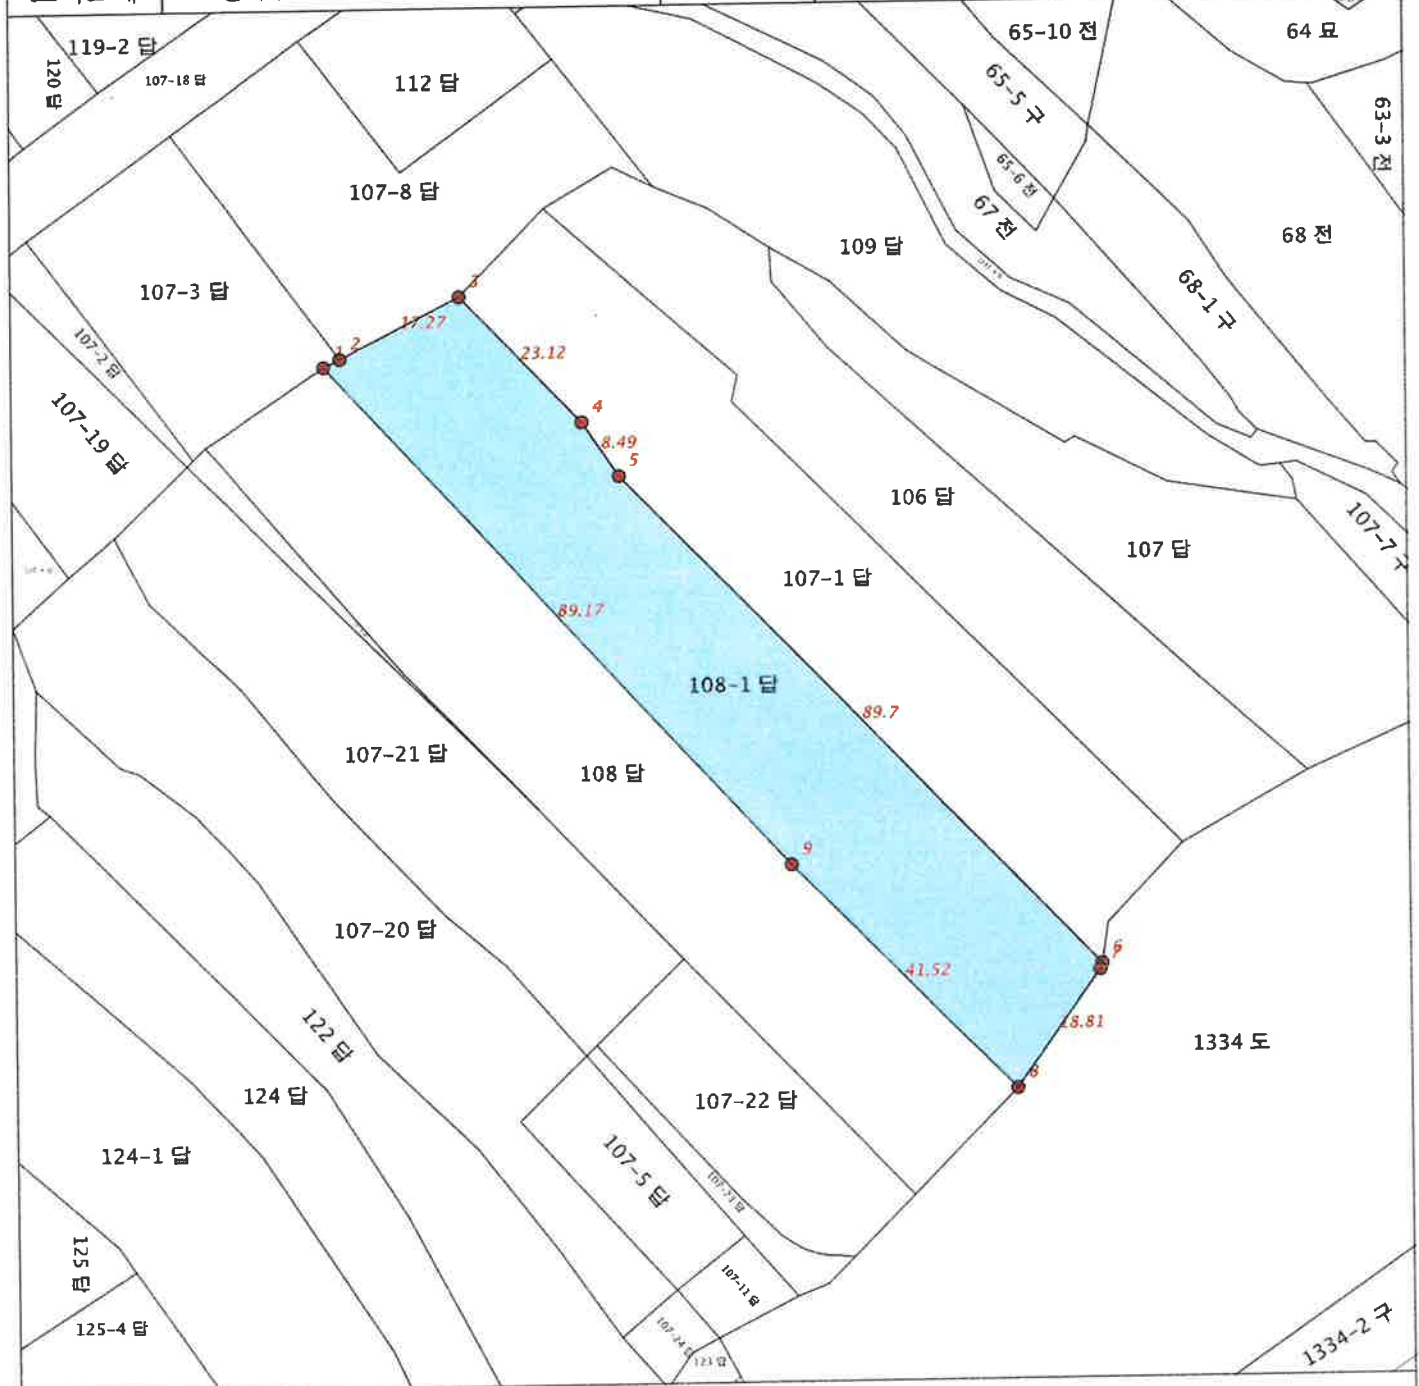 119-2 답
120 답
107-18 답
112 답
65-10 전
64 묘
65-5 구
63-3 전
65-6 전
67 전
107-8 답
109 답
68 전
107-3 답
68-1 구
3
17.27
1
2
23.12
107-2 답
107-19 답
4
8.49
5
106 답
107-7 구
107 답
107-1 답
89.17
108-1 답
89.7
107-21 답
108 답
9
107-20 답
6
7
41.52
18.81
1334 도
122 답
8
124 답
107-22 답
124-1 답
107-5 답
107-23 답
125 답
107-11 답
125-4 답
107-24 답
123 답
1334-2 구